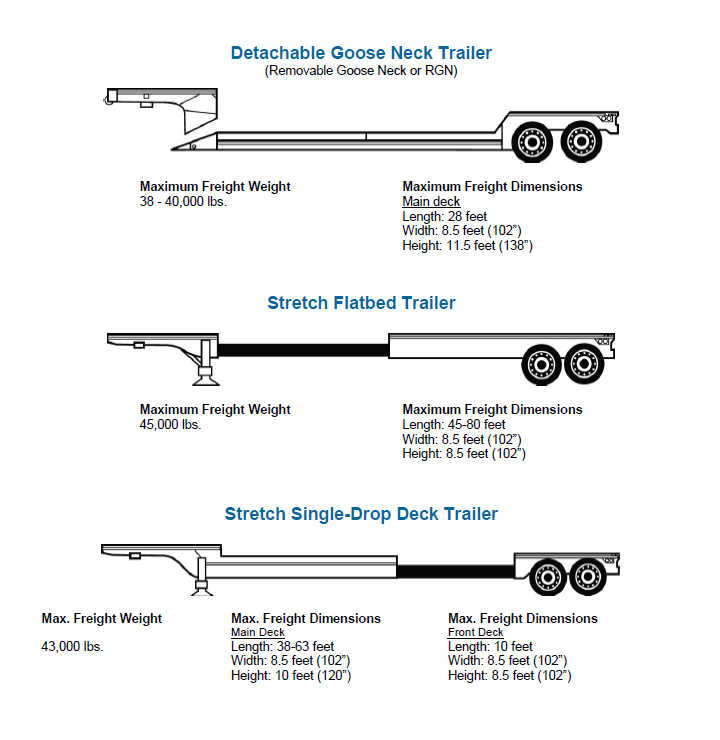 Detachable Goose Neck Trailer
(Removable Goose Neck or RGN)
Maximum Freight Weight
38 - 40,000 lbs.
Maximum Freight Dimensions
Main deck
Length: 28 feet
Width: 8.5 feet (102”)
Height: 11.5 feet (138”)
Stretch Flatbed Trailer
Maximum Freight Weight
45,000 lbs.
Maximum Freight Dimensions
Length: 45-80 feet
Width: 8.5 feet (102”)
Height: 8.5 feet (102”)
Stretch Single-Drop Deck Trailer
Max. Freight Weight
43,000 lbs.
Max. Freight Dimensions
Main Deck
Length: 38-63 feet
Width: 8.5 feet (102”)
Height: 10 feet (120”)
Max. Freight Dimensions
Front Deck
Length: 10 feet
Width: 8.5 feet (102”)
Height: 8.5 feet (102”)